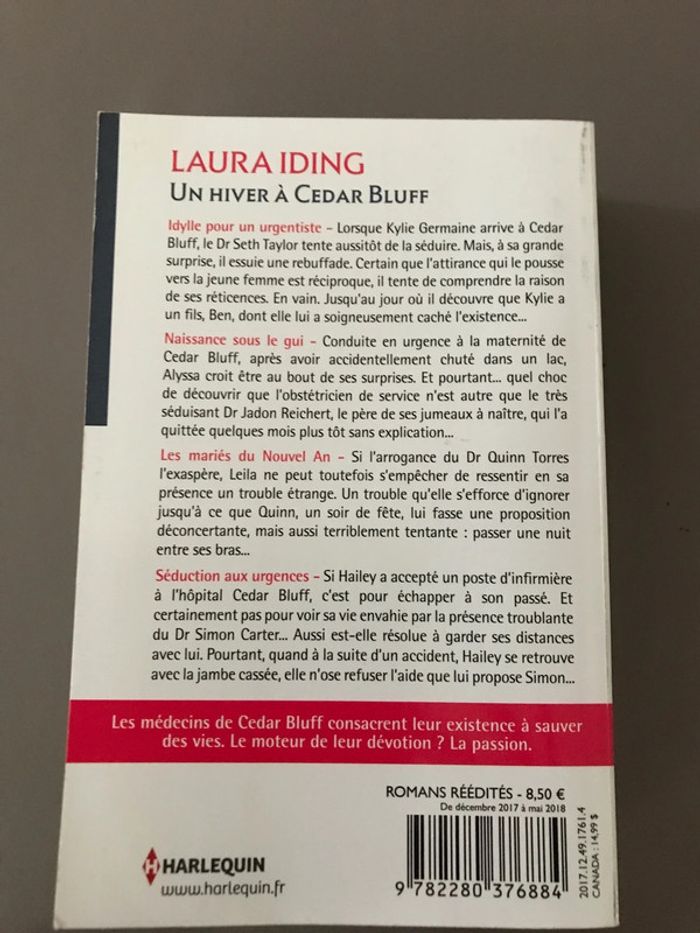 LAURA IDING
UN HIVER À CEDAR BLUFF
Idylle pour un urgentiste – Lorsque Kylie Germaine arrive à Cedar
Bluff, le Dr Seth Taylor tente aussitôt de la séduire. Mais, à sa grande
surprise, il essuie une rebuffade. Certain que l'attirance qui le pousse
vers la jeune femme est réciproque, il tente de comprendre la raison
de ses réticences. En vain. Jusqu'au jour où il découvre que Kylie a
un fils, Ben, dont elle lui a soigneusement caché l'existence...
Naissance sous le gui – Conduite en urgence à la maternité de
Cedar Bluff, après avoir accidentellement chuté dans un lac,
Alyssa croit être au bout de ses surprises. Et pourtant... quel choc
de découvrir que l'obstétricien de service n'est autre que le très
séduisant Dr Jadon Reichert, le père de ses jumeaux à naître, qui l'a
quittée quelques mois plus tôt sans explication...
Les mariés du Nouvel An – Si l'arrogance du Dr Quinn Torres
l'exaspère, Leila ne peut toutefois s'empêcher de ressentir en sa
présence un trouble étrange. Un trouble qu'elle s'efforce d'ignorer
jusqu'à ce que Quinn, un soir de fête, lui fasse une proposition
déconcertante, mais aussi terriblement tentante : passer une nuit
entre ses bras...
Séduction aux urgences – Si Hailey a accepté un poste d'infirmière
à l'hôpital Cedar Bluff, c'est pour échapper à son passé. Et
certainement pas pour voir sa vie envahie par la présence troublante
du Dr Simon Carter... Aussi est-elle résolue à garder ses distances
avec lui. Pourtant, quand à la suite d'un accident, Hailey se retrouve
avec la jambe cassée, elle n'ose refuser l'aide que lui propose Simon...
Les médecins de Cedar Bluff consacrent leur existence à sauver
des vies. Le moteur de leur dévotion ? La passion.
ROMANS RÉÉDITÉS - 8,50 €
De décembre 2017 à mai 2018
HARLEQUIN
www.harlequin.fr
9 782280 376884
2017.12.49.1761.4
CANADA : 14,99 $